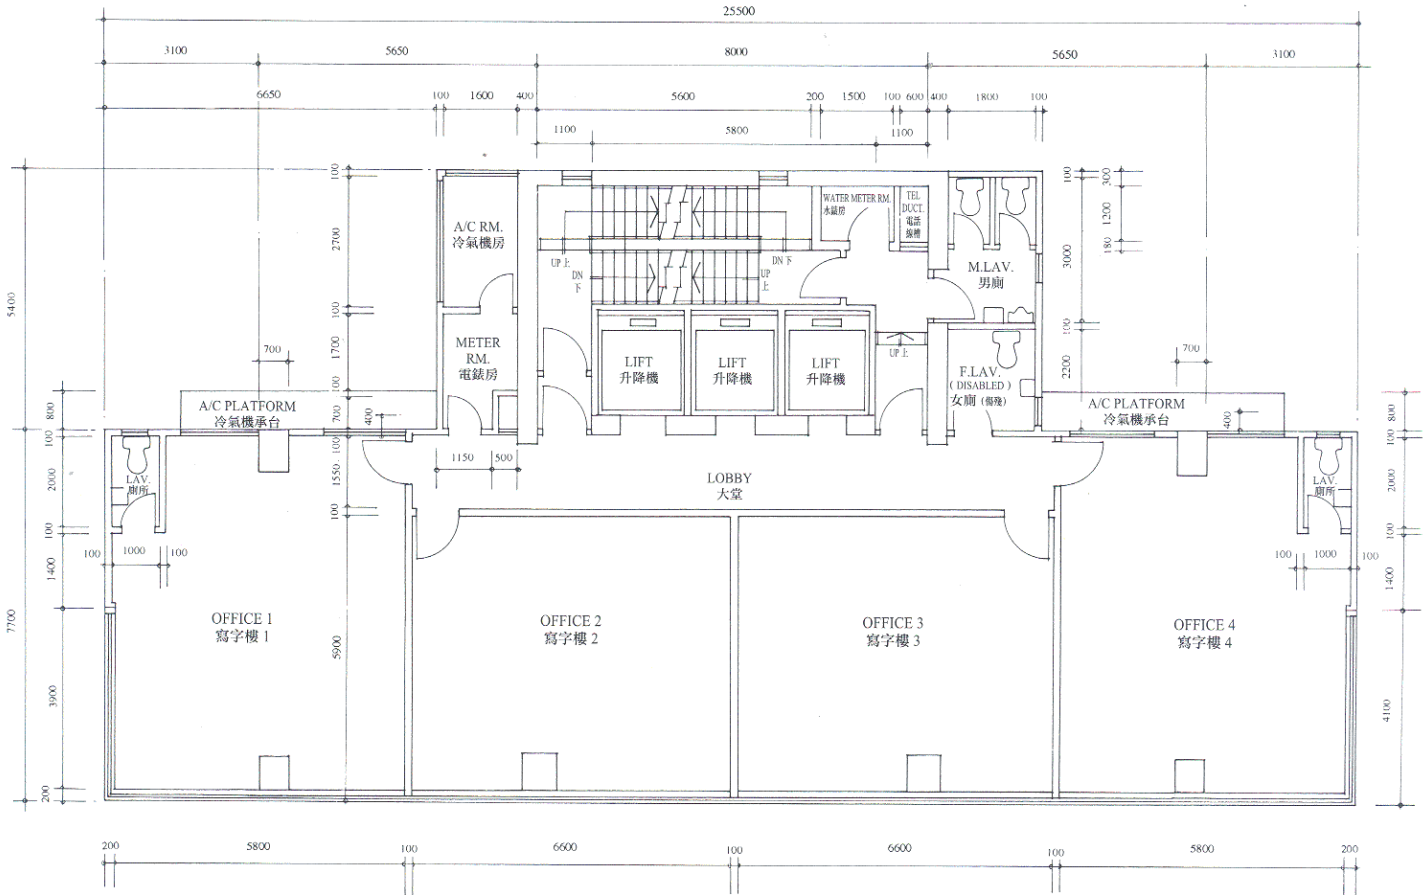 25500
3100
5650
8000
5650
3100
6650
100
1600
400
5600
200
1500
100
600
400
1800
100
1100
5800
1100
100
2700
100
1700
100
700
400
100
1550
100
5900
5400
7700
800
100
2000
100
1400
3900
200
700
A/C RM.
冷氣機房
METER
RM.
電錶房
UP 上
DN
下
DN 下
UP
上
WATER METER RM.
水錶房
TEL
DUCT.
電話
線槽
M.LAV.
男廁
F.LAV.
( DISABLED )
女廁 (傷殘)
UP 上
LIFT
升降機
LIFT
升降機
LIFT
升降機
100
3000
100
2200
300
1200
180
700
400
800
100
2000
100
1400
4100
A/C PLATFORM
冷氣機承台
A/C PLATFORM
冷氣機承台
LAV.
廁所
LAV.
廁所
1150
500
LOBBY
大堂
100
1000
100
100
1000
100
OFFICE 1
寫字樓 1
OFFICE 2
寫字樓 2
OFFICE 3
寫字樓 3
OFFICE 4
寫字樓 4
200
5800
100
6600
100
6600
100
5800
200